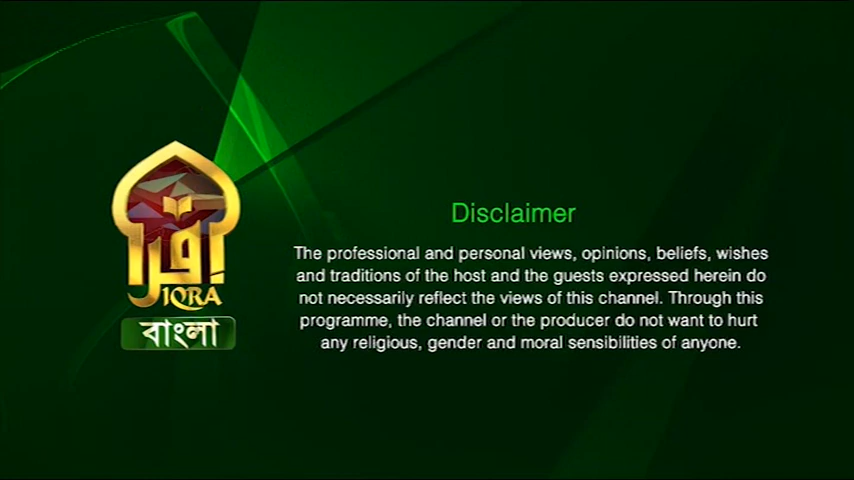 اقرأ
IQRA
বাংলা
Disclaimer
The professional and personal views, opinions, beliefs, wishes
and traditions of the host and the guests expressed herein do
not necessarily reflect the views of this channel. Through this
programme, the channel or the producer do not want to hurt
any religious, gender and moral sensibilities of anyone.